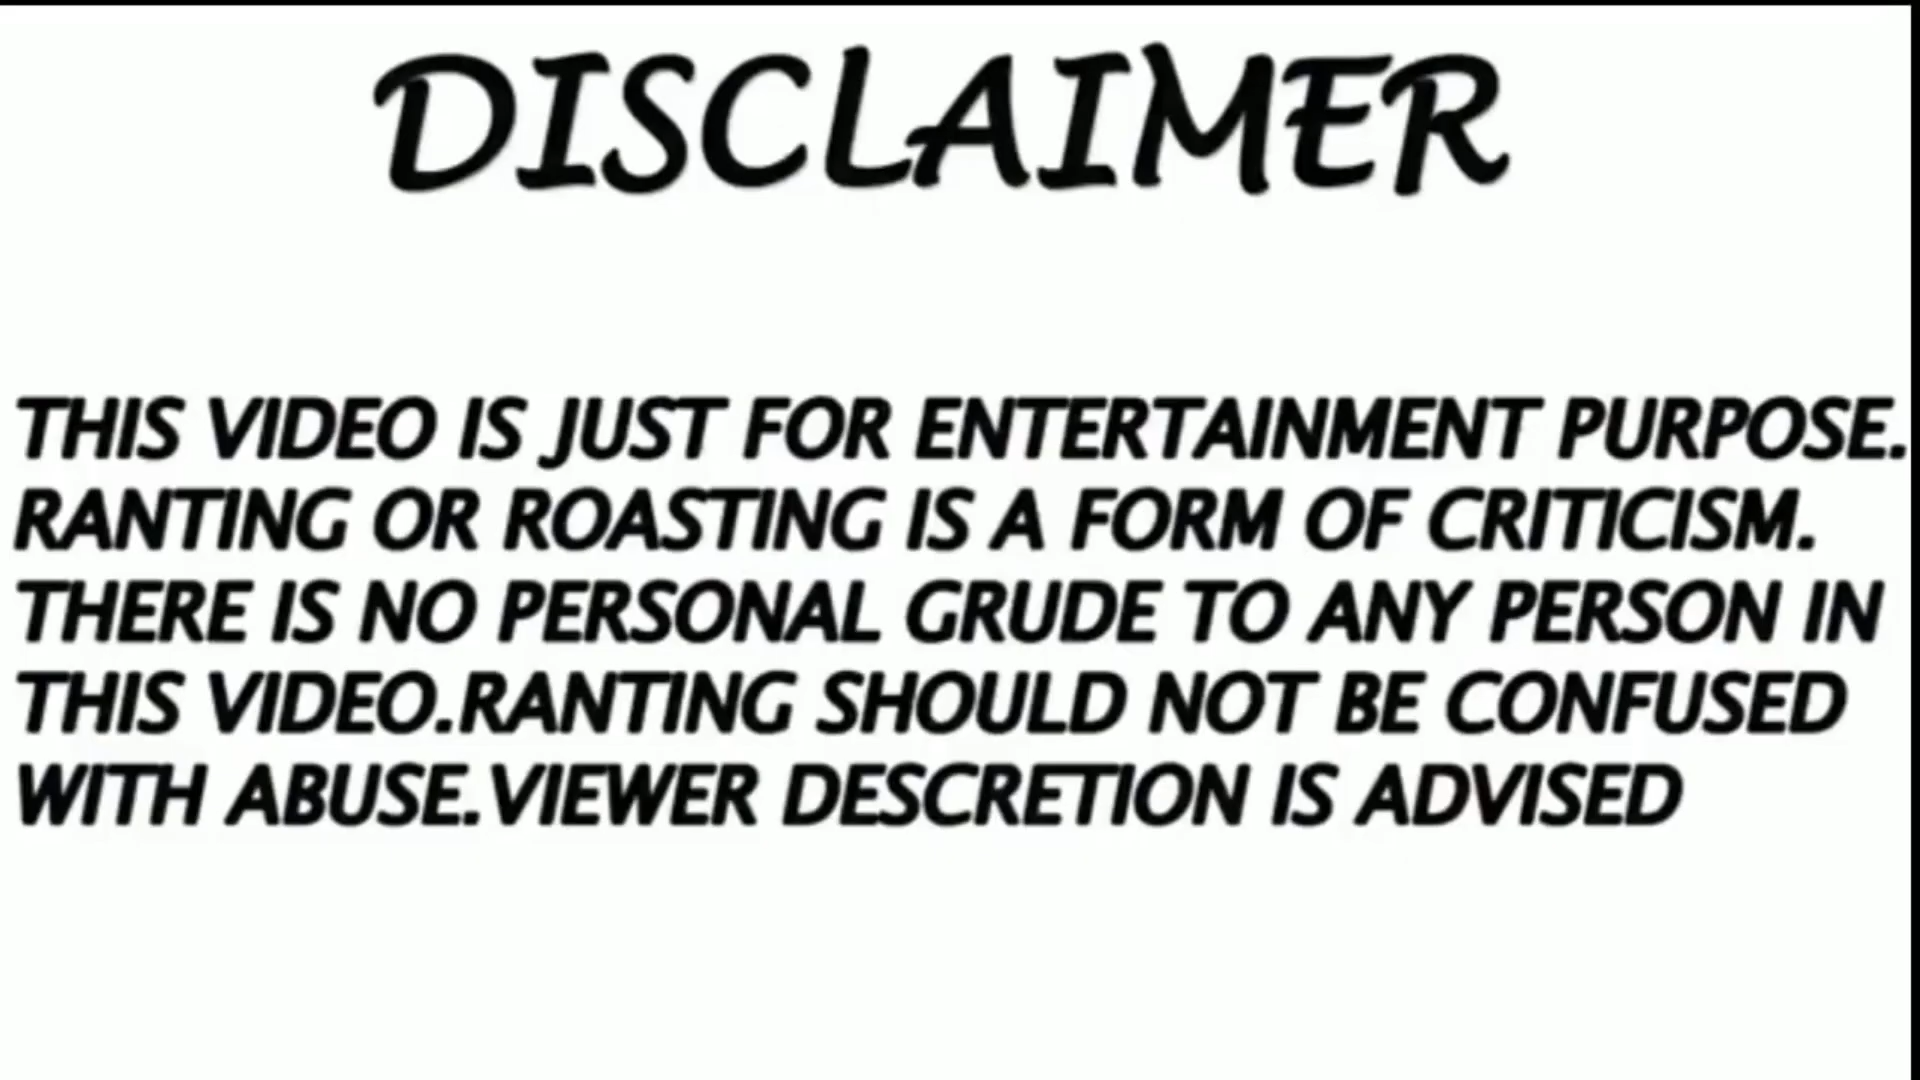 DISCLAIMER
THIS VIDEO IS JUST FOR ENTERTAINMENT PURPOSE.
RANTING OR ROASTING IS A FORM OF CRITICISM.
THERE IS NO PERSONAL GRUDE TO ANY PERSON IN
THIS VIDEO.RANTING SHOULD NOT BE CONFUSED
WITH ABUSE.VIEWER DESCRETION IS ADVISED